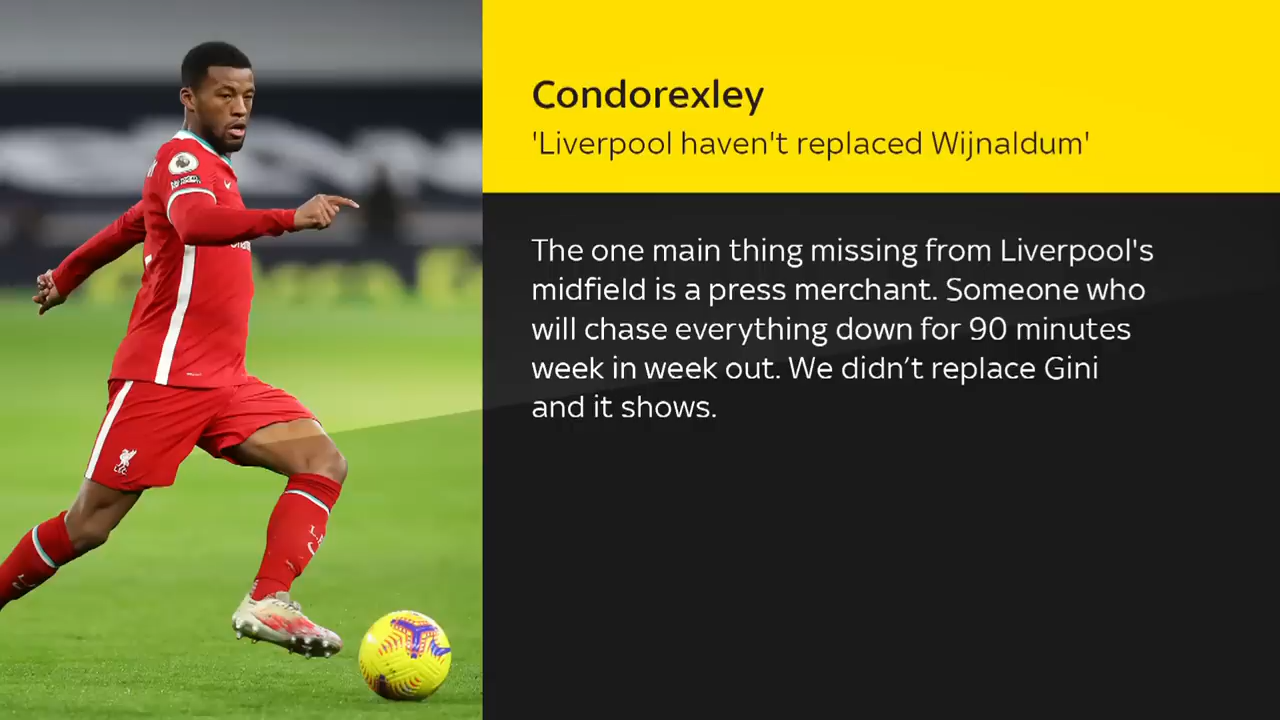 Condorexley
'Liverpool haven't replaced Wijnaldum'
The one main thing missing from Liverpool's
midfield is a press merchant. Someone who
will chase everything down for 90 minutes
week in week out. We didn’t replace Gini
and it shows.